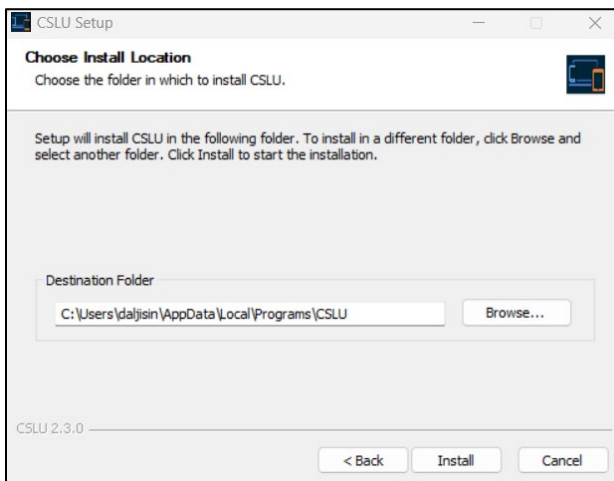 CSLU Setup
Choose Install Location
Choose the folder in which to install CSLU.
Setup will install CSLU in the following folder. To install in a different folder, click Browse and
select another folder. Click Install to start the installation.
Destination Folder
C:\Users\daljisin\AppData\Local\Programs\CSLU
Browse...
CSLU 2.3.0
< Back
Install
Cancel